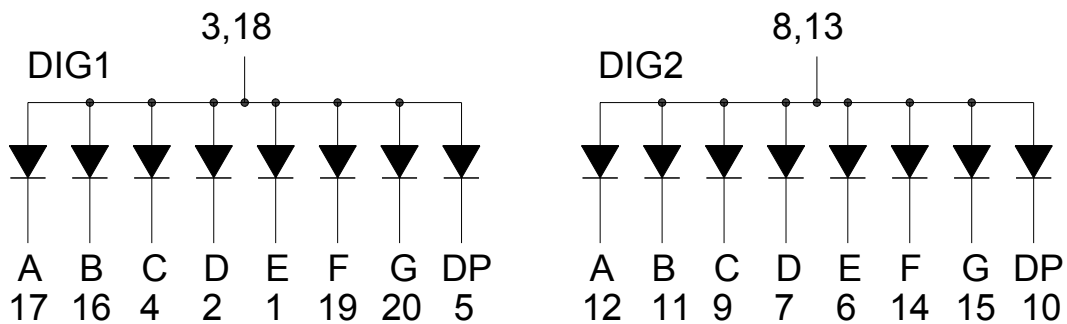 3,18
8,13
DIG1
DIG2
A B C D E F G DP
17 16 4 2 1 19 20 5
A B C D E F G DP
12 11 9 7 6 14 15 10